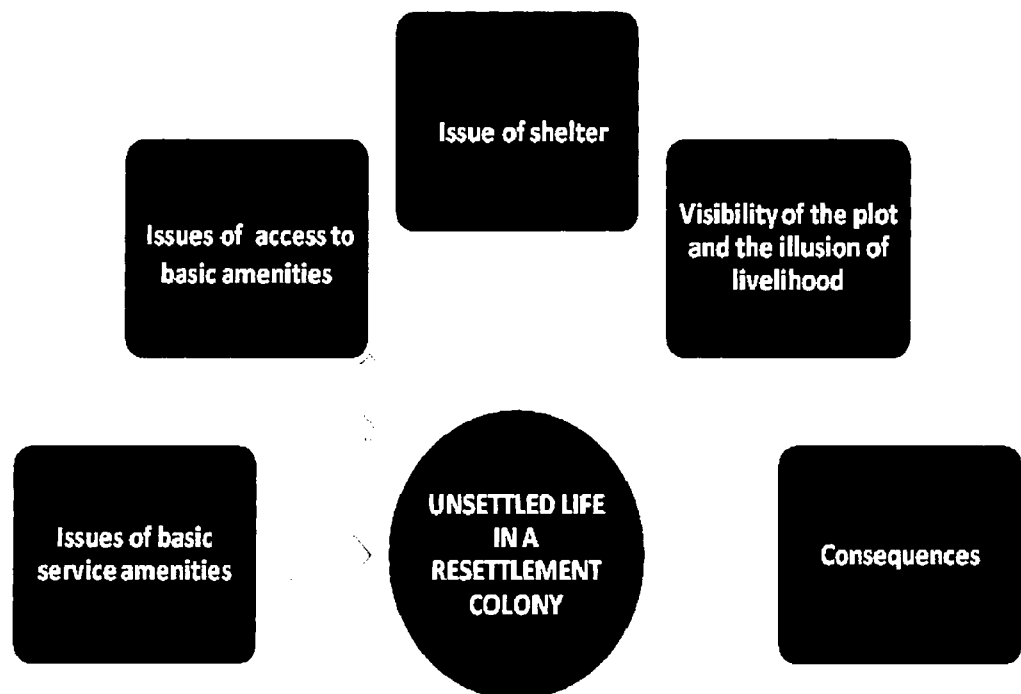 Issue of shelter
Issues of access to
basic amenities
Visibility of the plot
and the illusion of
livelihood
Issues of basic
service amenities
UNSETTLED LIFE
IN A
RESETTLEMENT
COLONY
Consequences